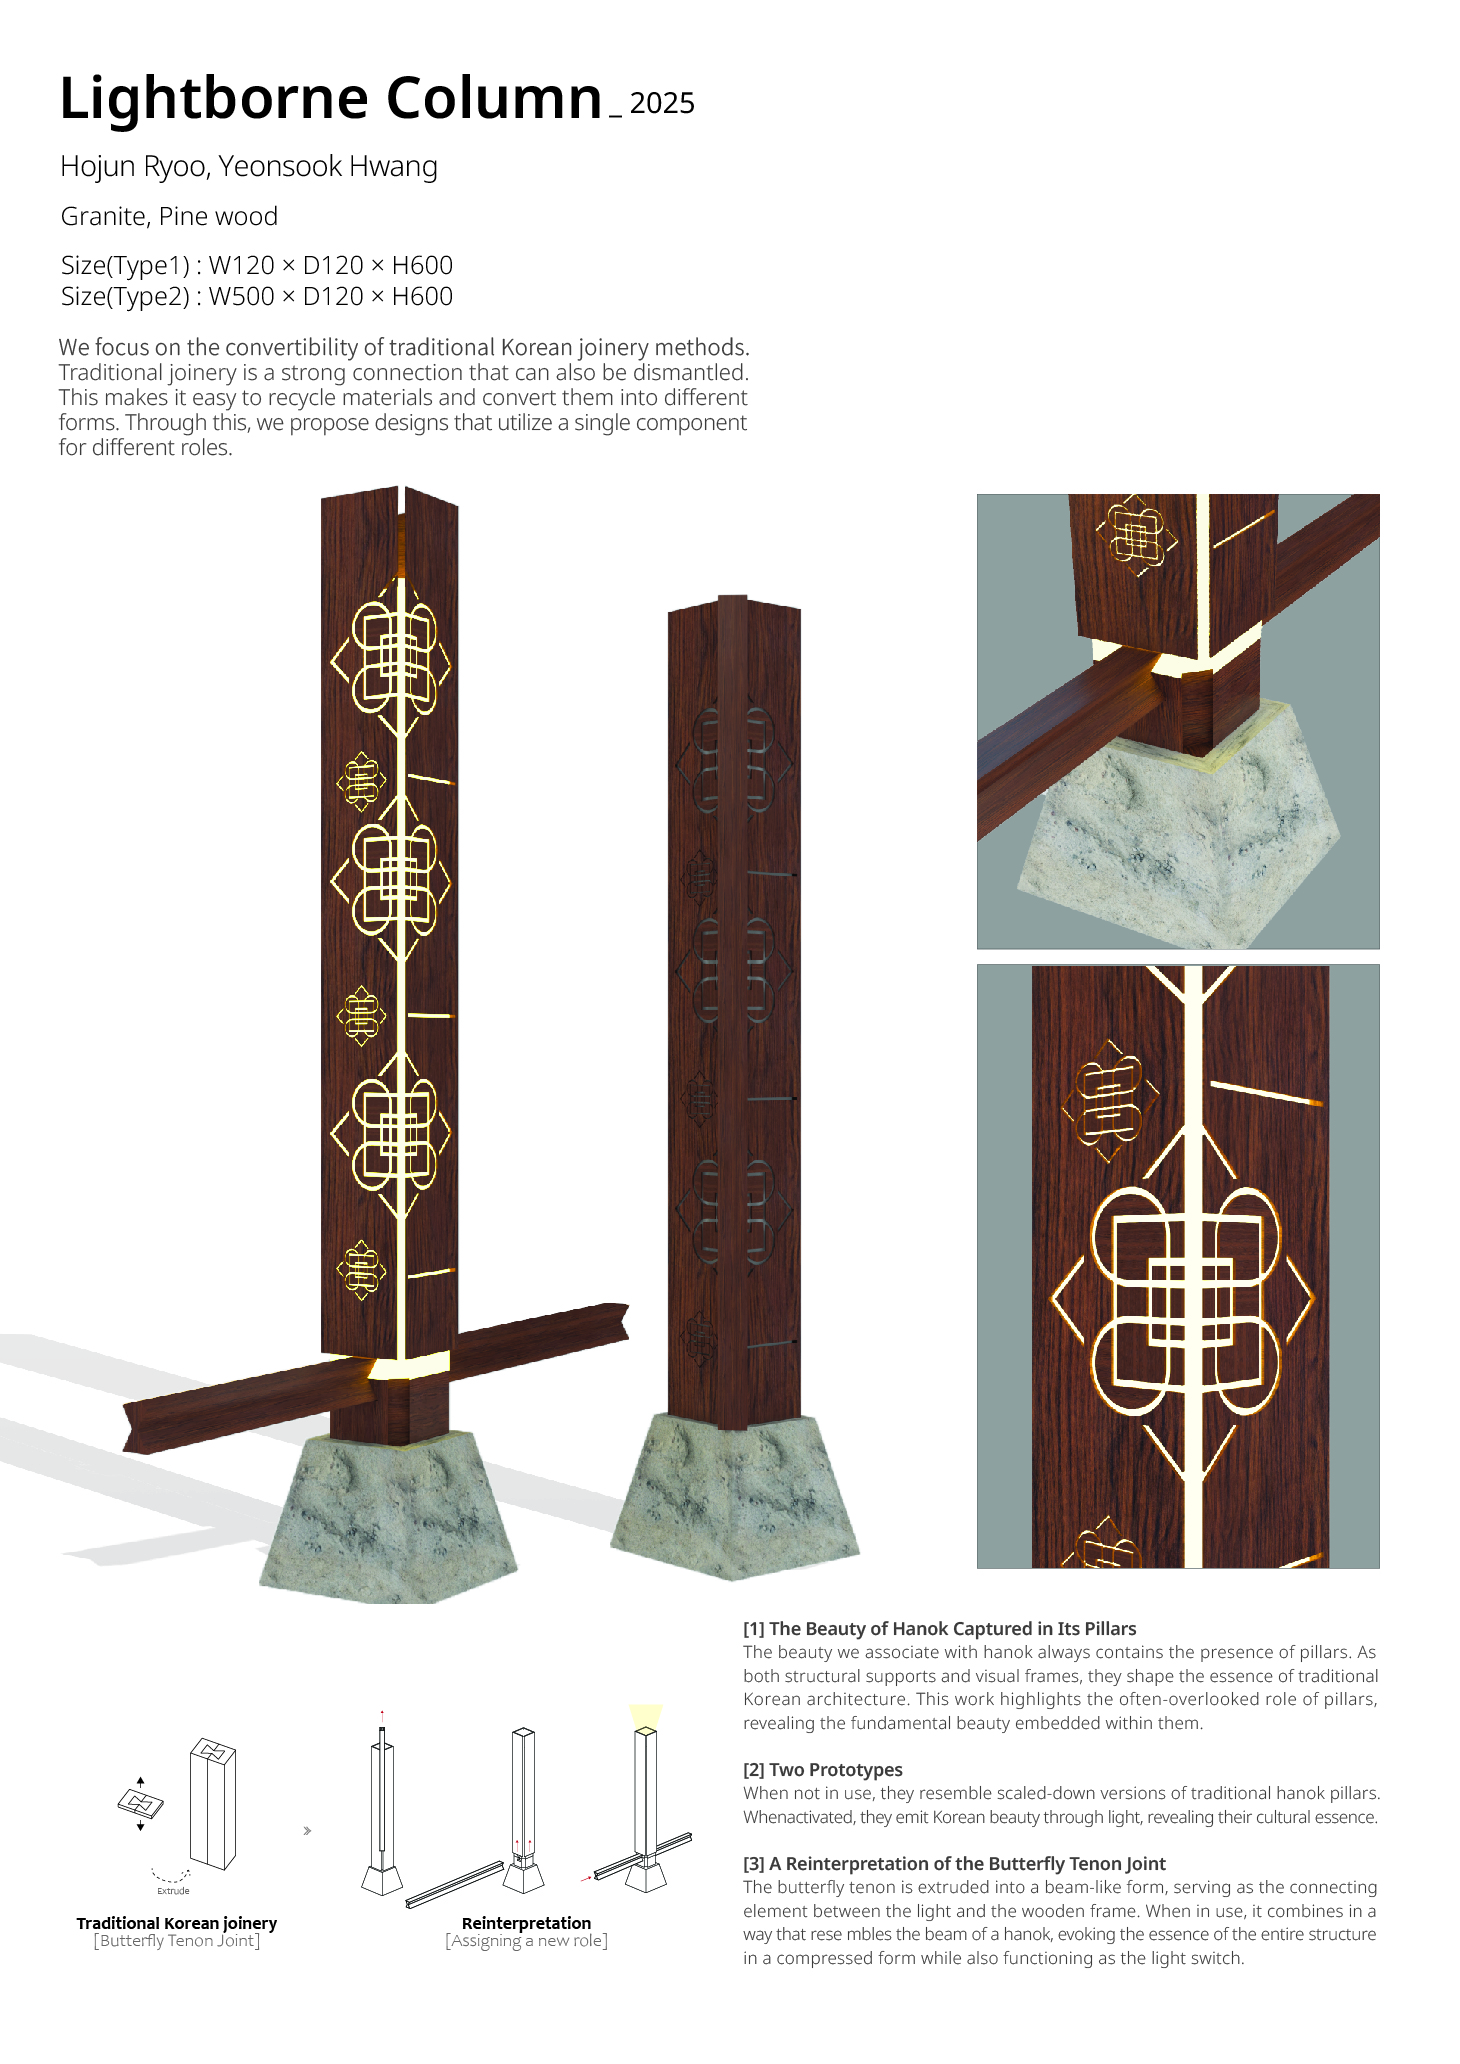 Lightborne Column _ 2025
Hojun Ryoo, Yeonsook Hwang
Granite, Pine wood
Size(Type1) : W120 × D120 × H600
Size(Type2) : W500 × D120 × H600
We focus on the convertibility of traditional Korean joinery methods.
Traditional joinery is a strong connection that can also be dismantled.
This makes it easy to recycle materials and convert them into different
forms. Through this, we propose designs that utilize a single component
for different roles.
[1] The Beauty of Hanok Captured in Its Pillars
The beauty we associate with hanok always contains the presence of pillars. As
both structural supports and visual frames, they shape the essence of traditional
Korean architecture. This work highlights the often-overlooked role of pillars,
revealing the fundamental beauty embedded within them.
[2] Two Prototypes
When not in use, they resemble scaled-down versions of traditional hanok pillars.
Whenactivated, they emit Korean beauty through light, revealing their cultural essence.
[3] A Reinterpretation of the Butterfly Tenon Joint
The butterfly tenon is extruded into a beam-like form, serving as the connecting
element between the light and the wooden frame. When in use, it combines in a
way that rese mbles the beam of a hanok, evoking the essence of the entire structure
in a compressed form while also functioning as the light switch.
Extrude
Traditional Korean joinery
[Butterfly Tenon Joint]
Reinterpretation
[Assigning a new role]